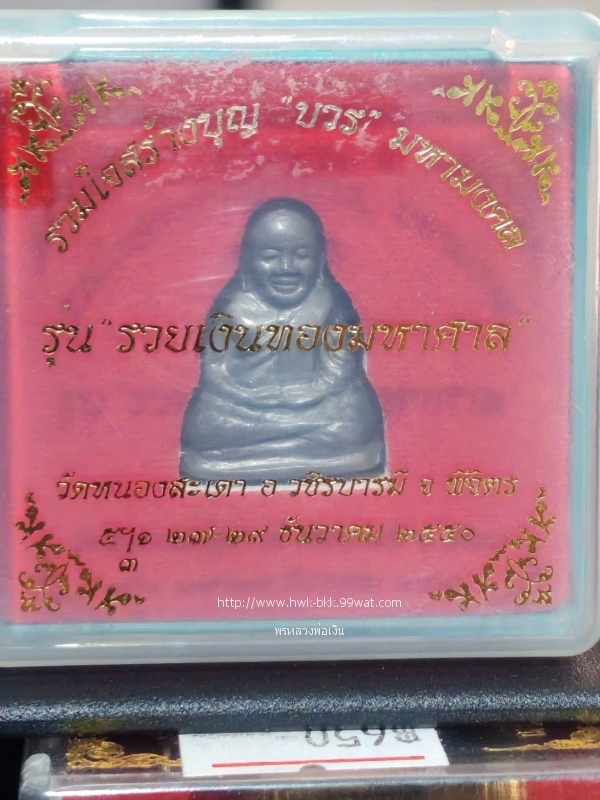 รวมใจสร้างบุญ "บวร" มหามงคล
รุ่น "รวยเงินทองมหาศาล"
วัดหนองสะเดา อ วชิรบารมี จ พิจิตร
๕ฯ๑ ๒๗-๒๙ ธันวาคม ๒๕๕๐
๓
http://www.hwk-bkk.99wat.com
พรหลวงพ่อเงิน
฿650